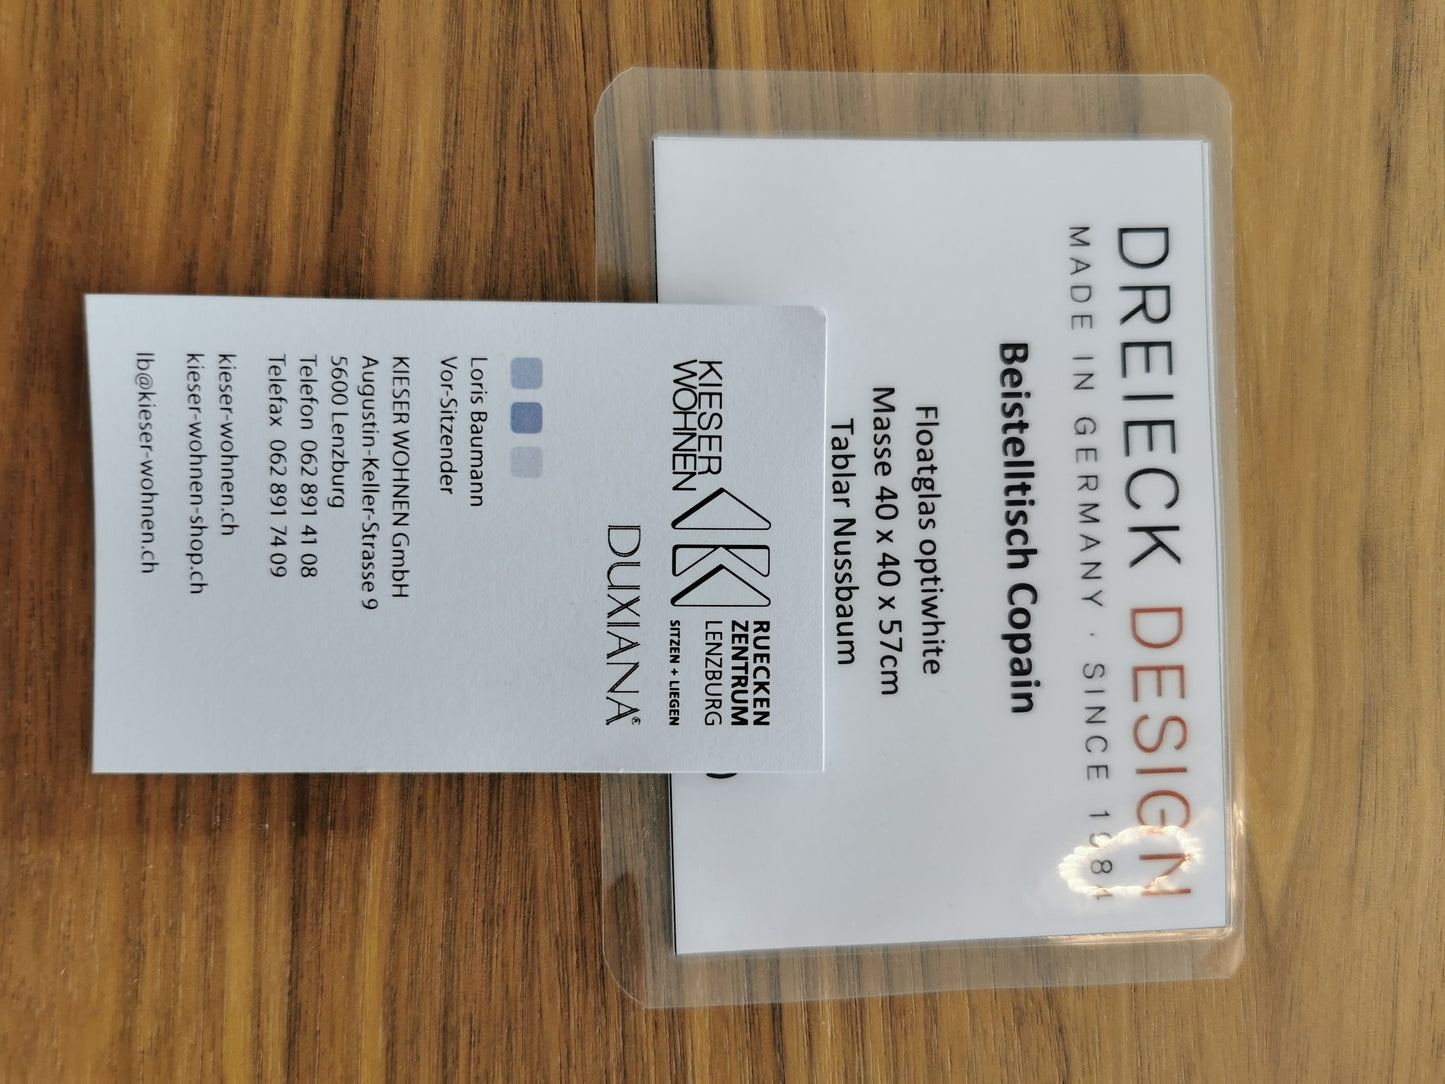 DREIECK DESIGN
MADE IN GERMANY · SINCE 1984
Beistelltisch Copain
Floatglas optiwhite
Masse 40 x 40 x 57cm
Tablar Nussbaum
KIESER
WOHNEN
RUECKEN
ZENTRUM
LENZBURG
SITZEN + LIEGEN
DUXIANA®
Loris Baumann
Vor-Sitzender
KIESER WOHNEN GmbH
Augustin-Keller-Strasse 9
5600 Lenzburg
Telefon 062 891 41 08
Telefax 062 891 74 09
kieser-wohnen.ch
kieser-wohnen-shop.ch
lb@kieser-wohnen.ch